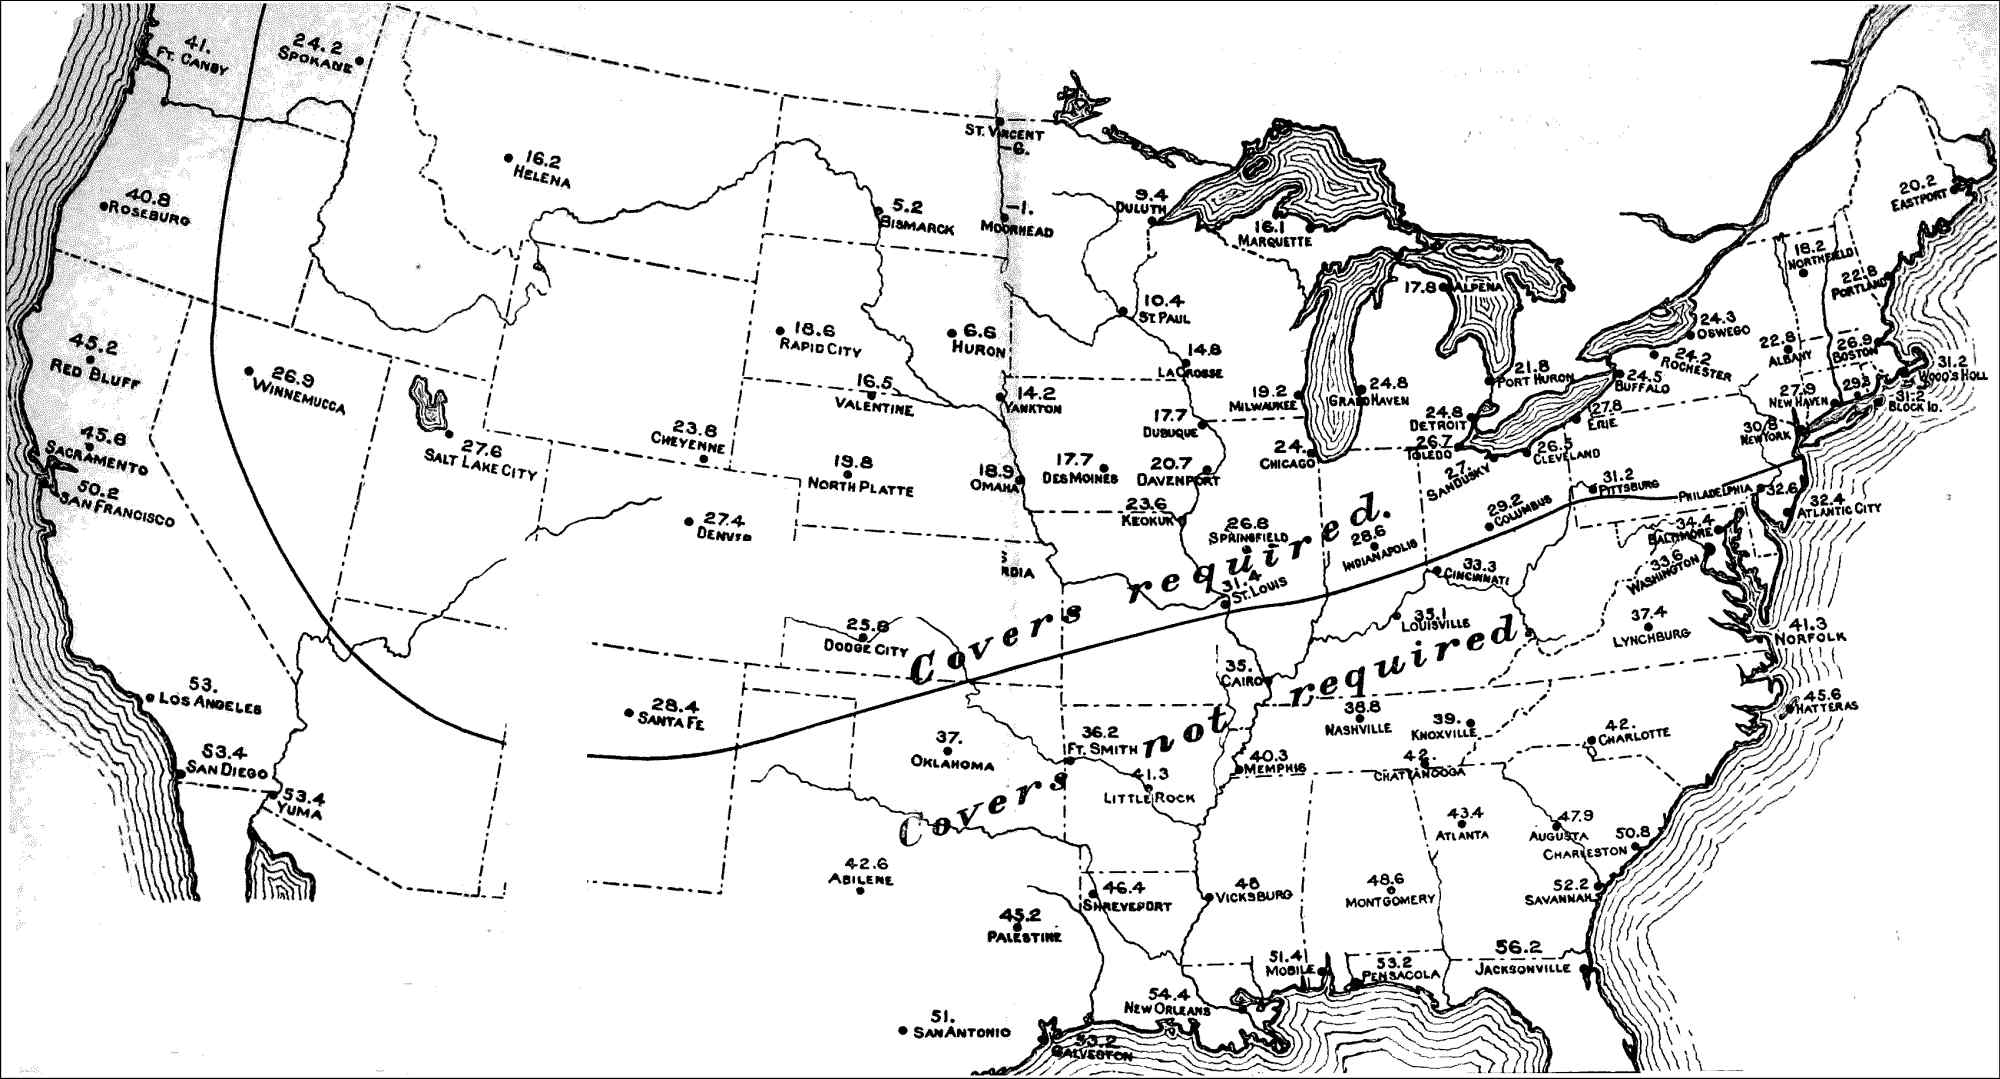 41.
FT. CANBY
24.2
SPOKANE
16.2
HELENA
ST. VINCENT
-6.
40.8
ROSEBURG
5.2
BISMARCK
-1.
MOORHEAD
9.4
DULUTH
16.1
MARQUETTE
20.2
EASTPORT
18.2
NORTHFIELD
22.8
PORTLAND
17.8 ALPENA
10.4
ST. PAUL
18.6
RAPID CITY
6.6
HURON
45.2
RED BLUFF
26.9
WINNEMUCCA
14.8
LA CROSSE
24.3
OSWEGO
24.2
ROCHESTER
22.8
ALBANY
26.9
BOSTON
31.2
WOOD'S HOLL
16.5
VALENTINE
14.2
YANKTON
19.2
MILWAUKEE
24.8
GRAND HAVEN
21.8
PORT HURON
24.5
BUFFALO
27.9
NEW HAVEN
31.2
BLOCK ID.
45.8
SACRAMENTO
27.6
SALT LAKE CITY
23.8
CHEYENNE
17.7
DUBUQUE
24.8
DETROIT
27.8
ERIE
30.8
NEW YORK
50.2
SAN FRANCISCO
19.8
NORTH PLATTE
18.9
OMAHA
17.7
DES MOINES
20.7
DAVENPORT
24.
CHICAGO
26.7
TOLEDO
27.
SANDUSKY
26.5
CLEVELAND
31.2
PITTSBURG
PHILADELPHIA 32.6
32.4
ATLANTIC CITY
27.4
DENVER
23.6
KEOKUK
26.8
SPRINGFIELD
28.6
INDIANAPOLIS
29.2
COLUMBUS
34.4
BALTIMORE
33.6
WASHINGTON
RDIA
Covers required.
31.4
ST. LOUIS
33.3
CINCINNATI
25.8
DODGE CITY
35.1
LOUISVILLE
37.4
LYNCHBURG
41.3
NORFOLK
53.
LOS ANGELES
28.4
SANTA FE
35.
CAIRO
38.8
NASHVILLE
39.
KNOXVILLE
42.
CHARLOTTE
45.6
HATTERAS
53.4
SAN DIEGO
53.4
YUMA
37.
OKLAHOMA
36.2
FT. SMITH
Covers not required.
41.3
LITTLE ROCK
40.3
MEMPHIS
42.
CHATTANOOGA
43.4
ATLANTA
47.9
AUGUSTA
50.8
CHARLESTON
42.6
ABILENE
46.4
SHREVEPORT
48
VICKSBURG
48.6
MONTGOMERY
52.2
SAVANNAH
45.2
PALESTINE
51.4
MOBILE
53.2
PENSACOLA
56.2
JACKSONVILLE
51.
SAN ANTONIO
54.4
NEW ORLEANS
53.2
GALVESTON